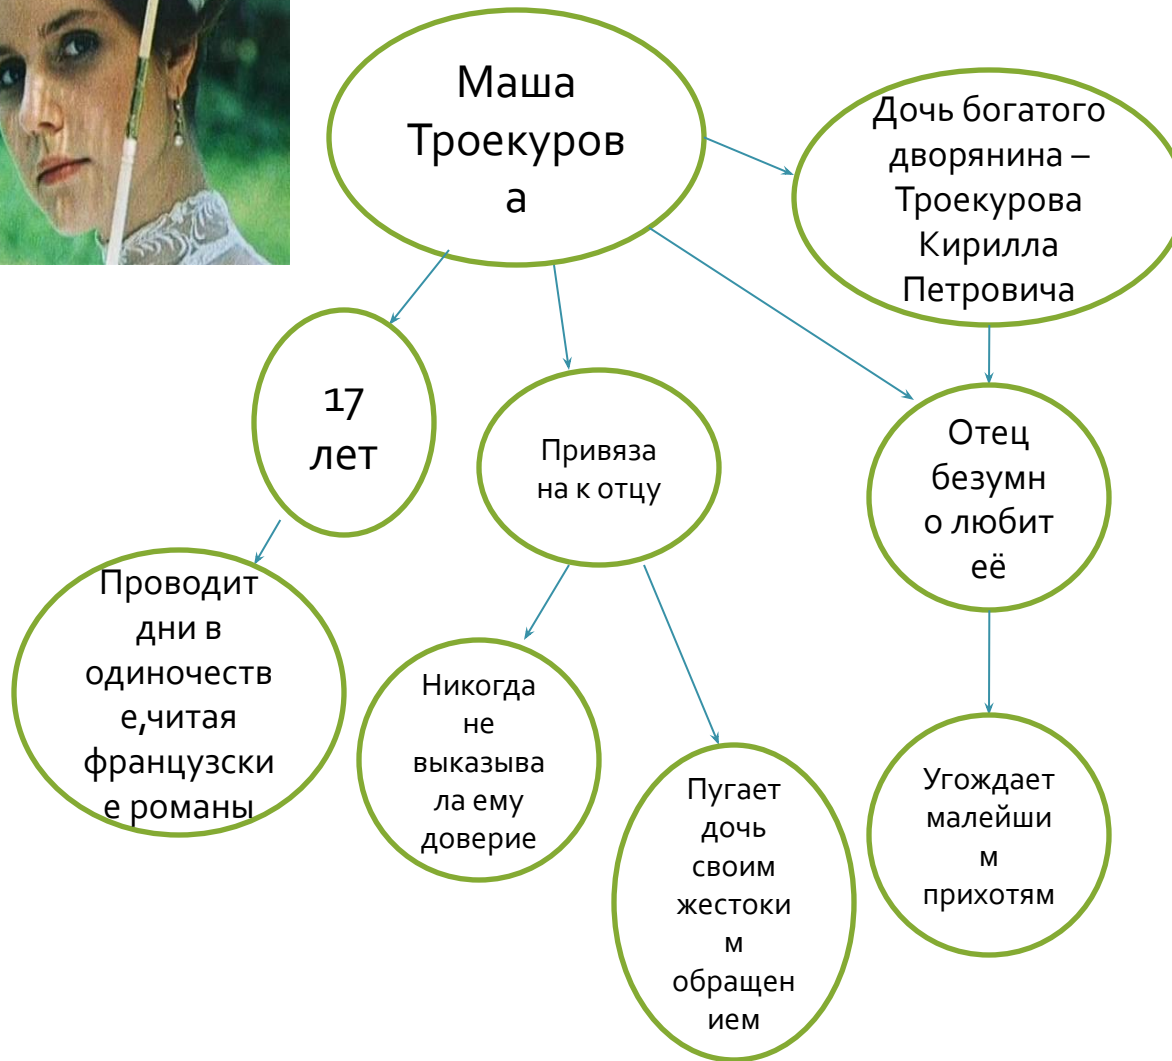 Маша
Троекуров
а
Дочь богатого
дворянина –
Троекурова
Кирилла
Петровича
17
лет
Привяза
на к отцу
Отец
безумн
о любит
её
Проводит
дни в
одиночеств
е,читая
французски
е романы
Никогда
не
выказыва
ла ему
доверие
Пугает
дочь
своим
жестоки
м
обращен
ием
Угождает
малейши
м
прихотям